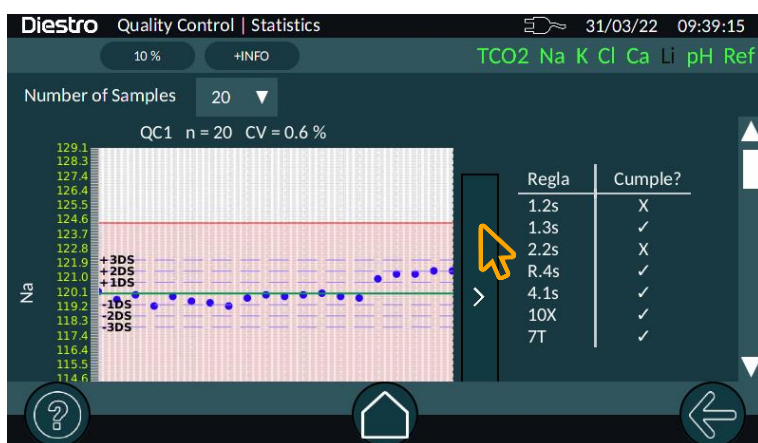 Diestro Quality Control | Statistics 31/03/22 09:39:15
10 % +INFO TCO2 Na K Cl Ca Li pH Ref
Number of Samples 20 ▼
QC1 n = 20 CV = 0.6 %
129.1
128.3
127.4
126.4
125.5
124.6
123.7
122.8
121.9
121.0
120.1
119.2
118.3
117.4
116.4
115.5
114.6
Na
+3DS
+2DS
+1DS
-1DS
-2DS
-3DS
>
Regla Cumple?
1.2s X
1.3s ✓
2.2s X
R.4s ✓
4.1s ✓
10X ✓
7T ✓
?